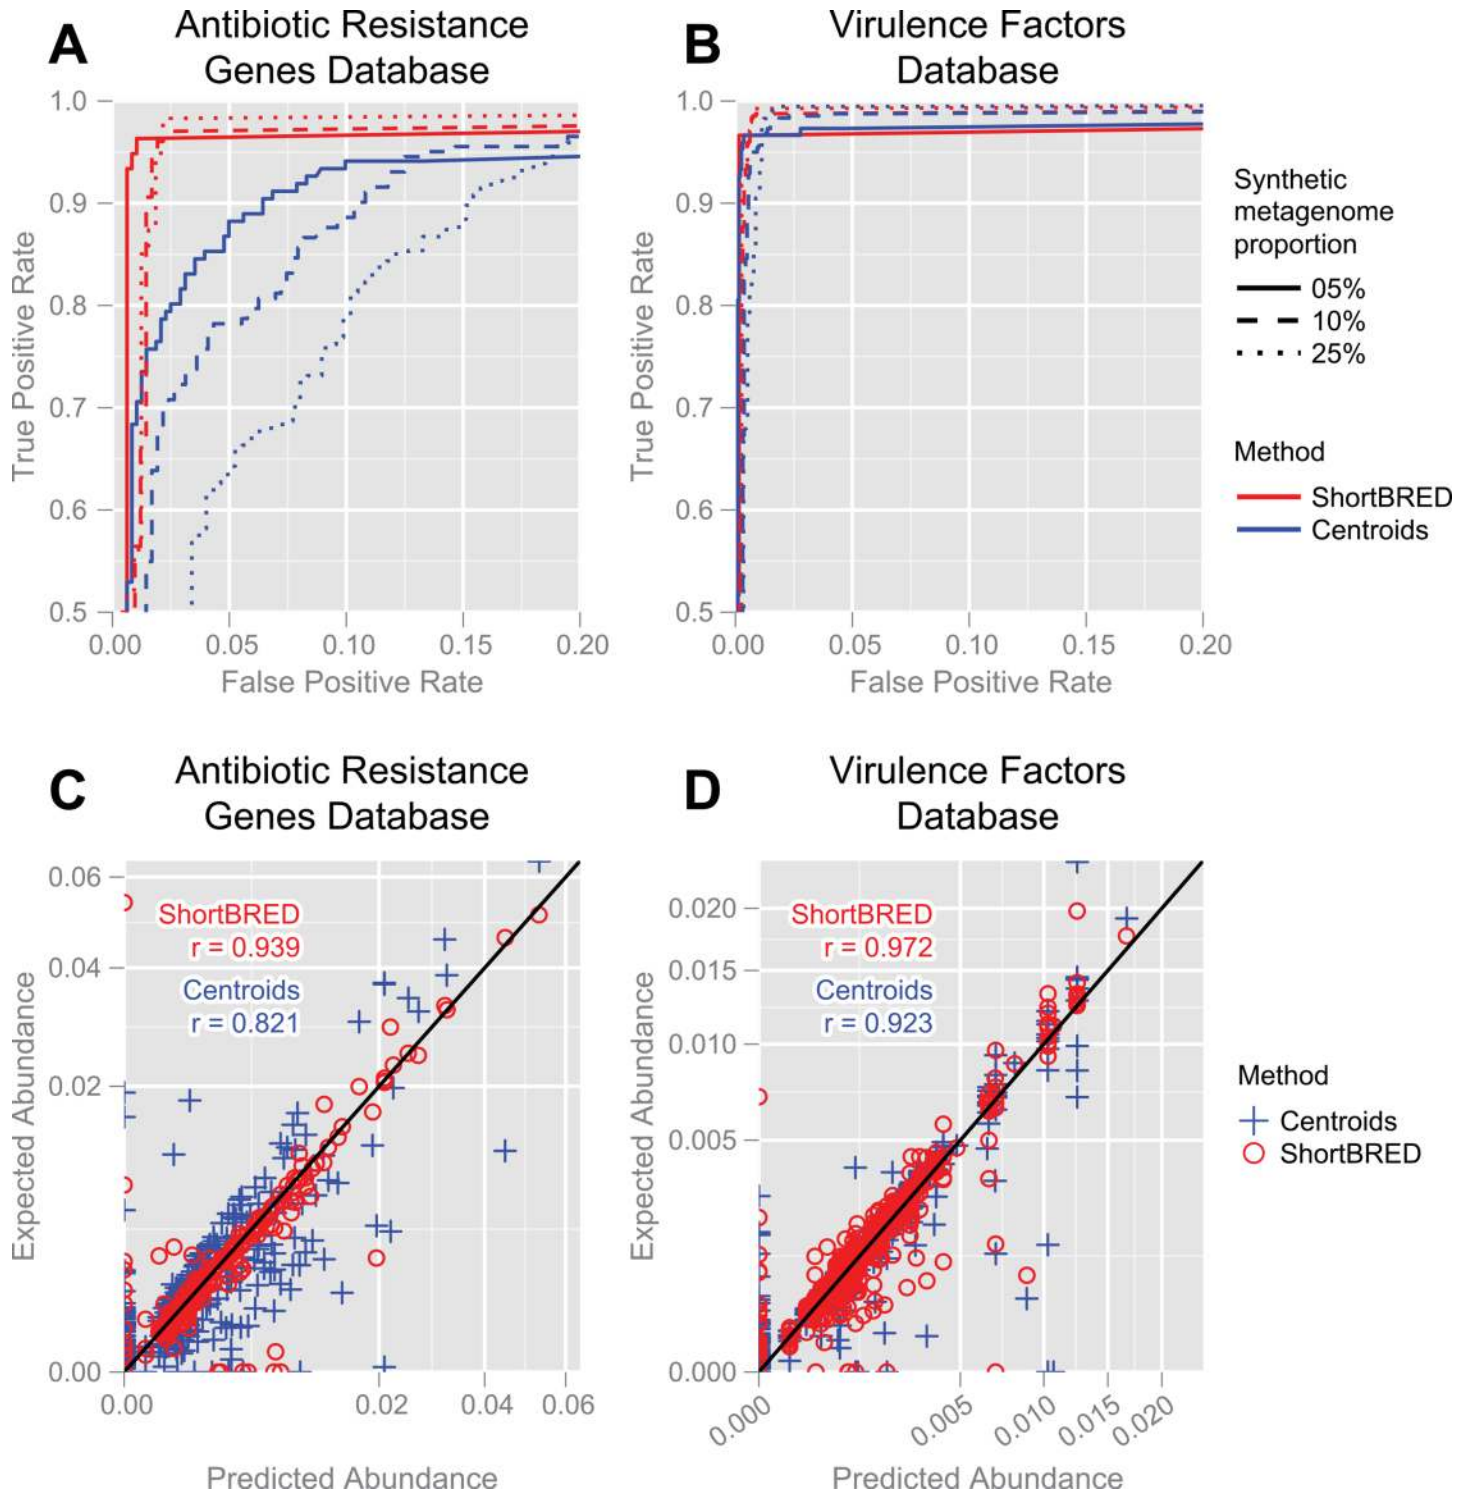 A
Antibiotic Resistance
Genes Database
1.0
0.9
0.8
0.7
0.6
0.5
True Positive Rate
0.00
0.05
0.10
0.15
0.20
False Positive Rate
B
Virulence Factors
Database
1.0
0.9
0.8
0.7
0.6
0.5
True Positive Rate
0.00
0.05
0.10
0.15
0.20
False Positive Rate
Synthetic
metagenome
proportion
05%
10%
25%
Method
ShortBRED
Centroids
C
Antibiotic Resistance
Genes Database
0.06
0.04
0.02
0.00
Expected Abundance
ShortBRED
r = 0.939
Centroids
r = 0.821
0.00
0.02
0.04
0.06
Predicted Abundance
D
Virulence Factors
Database
0.020
0.015
0.010
0.005
0.000
Expected Abundance
ShortBRED
r = 0.972
Centroids
r = 0.923
0.000
0.005
0.010
0.015
0.020
Predicted Abundance
Method
Centroids
ShortBRED